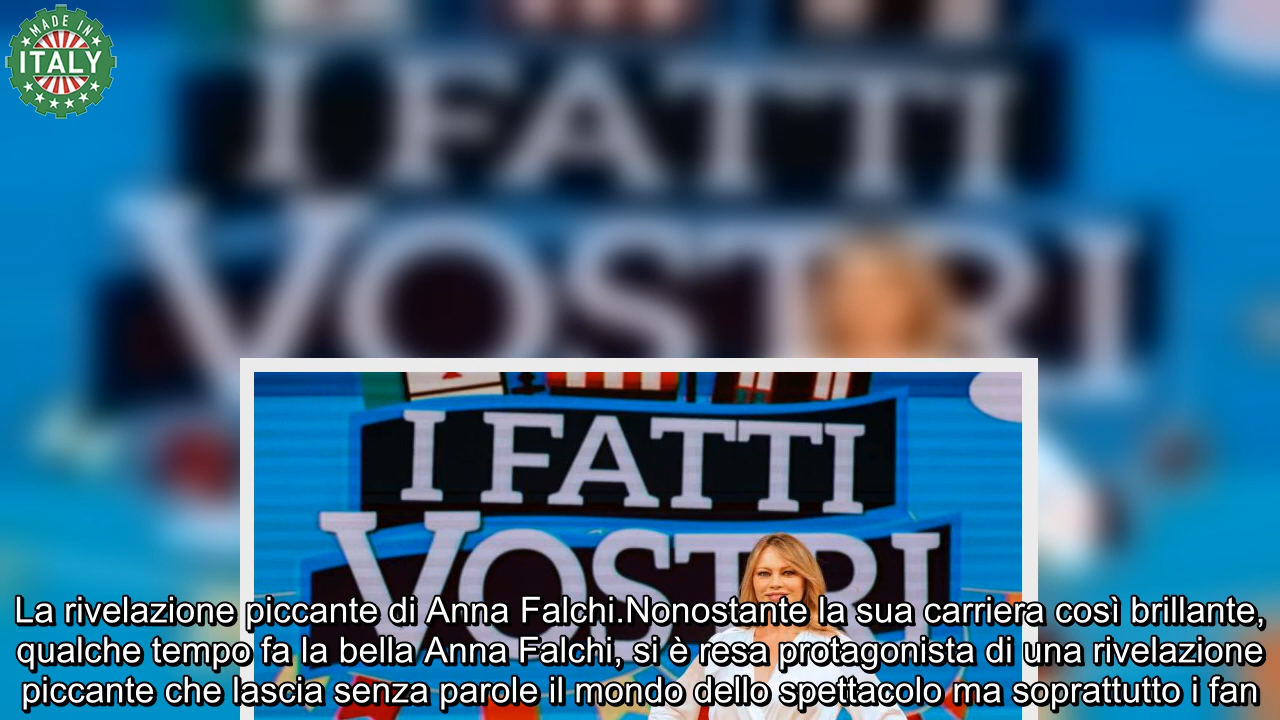 MADE IN
ITALY
I FATTI
VOSTRI
I FATTI
VOSTRI
La rivelazione piccante di Anna Falchi.Nonostante la sua carriera così brillante,
qualche tempo fa la bella Anna Falchi, si è resa protagonista di una rivelazione
piccante che lascia senza parole il mondo dello spettacolo ma soprattutto i fan